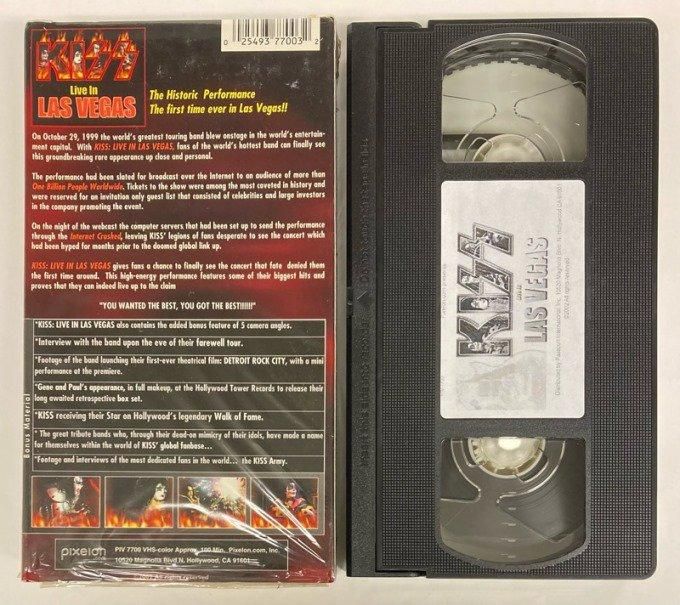 KISS
Live In
LAS VEGAS
0 25493 77003 2
The Historic Performance
The first time ever in Las Vegas!!
On October 29, 1999 the world's greatest touring band blew onstage in the world's entertain-
ment capital. With KISS: LIVE IN LAS VEGAS, fans of the world's hottest band can finally see
this groundbreaking rare appearance up close and personal.
The performance had been slated for broadcast over the Internet to an audience of more than
One Billion People Worldwide. Tickets to the show were among the most coveted in history and
were reserved for an invitation only guest list that consisted of celebrities and large investors
in the company promoting the event.
On the night of the webcast the computer servers that had been set up to send the performance
through the Internet Crashed, leaving KISS' legions of fans desperate to see the concert which
had been hyped for months prior to the doomed global link up.
KISS: LIVE IN LAS VEGAS gives fans a chance to finally see the concert that fate denied them
the first time around. This high-energy performance features some of their biggest hits and
proves that they can indeed live up to the claim
"YOU WANTED THE BEST, YOU GOT THE BEST!!!!!!"
Bonus Material
*KISS: LIVE IN LAS VEGAS also contains the added bonus feature of 5 camera angles.
*Interview with the band upon the eve of their farewell tour.
*Footage of the band launching their first-ever theatrical film: DETROIT ROCK CITY, with a mini
performance at the premiere.
*Gene and Paul's appearance, in full makeup, at the Hollywood Tower Records to release their
long awaited retrospective box set.
*KISS receiving their Star on Hollywood's legendary Walk of Fame.
* The great tribute bands who, through their dead-on mimicry of their idols, have made a name
for themselves within the world of KISS' global fanbase...
*Footage and interviews of the most dedicated fans in the world... the KISS Army.
pixelon
PIV 7700 VHS-color Approx. 100 Min. Pixelon.com, Inc.
10520 Magnolia Blvd N. Hollywood, CA 91601
All rights reserved
KISS
LAS VEGAS